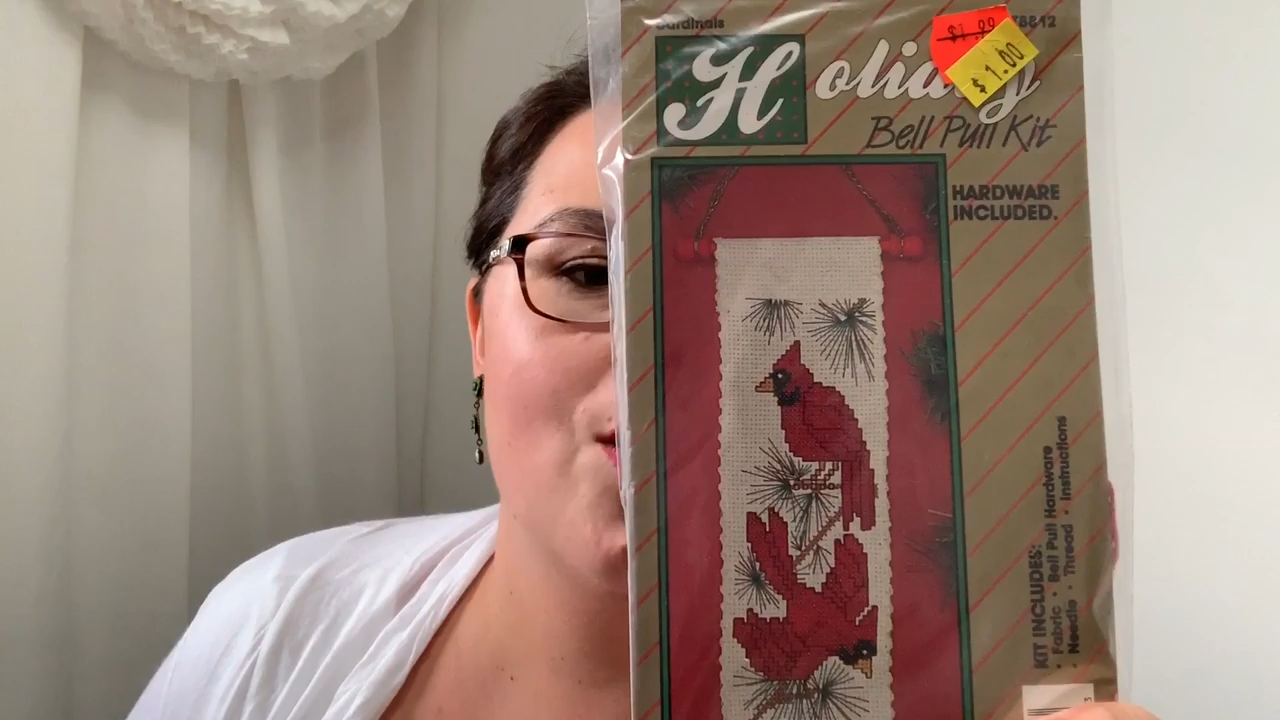 Cardinals
$1.99
$1.00
Holiday
Bell Pull Kit
HARDWARE
INCLUDED.
KIT INCLUDES:
• Fabric • Bell Pull Hardware
• Needle • Thread • Instructions